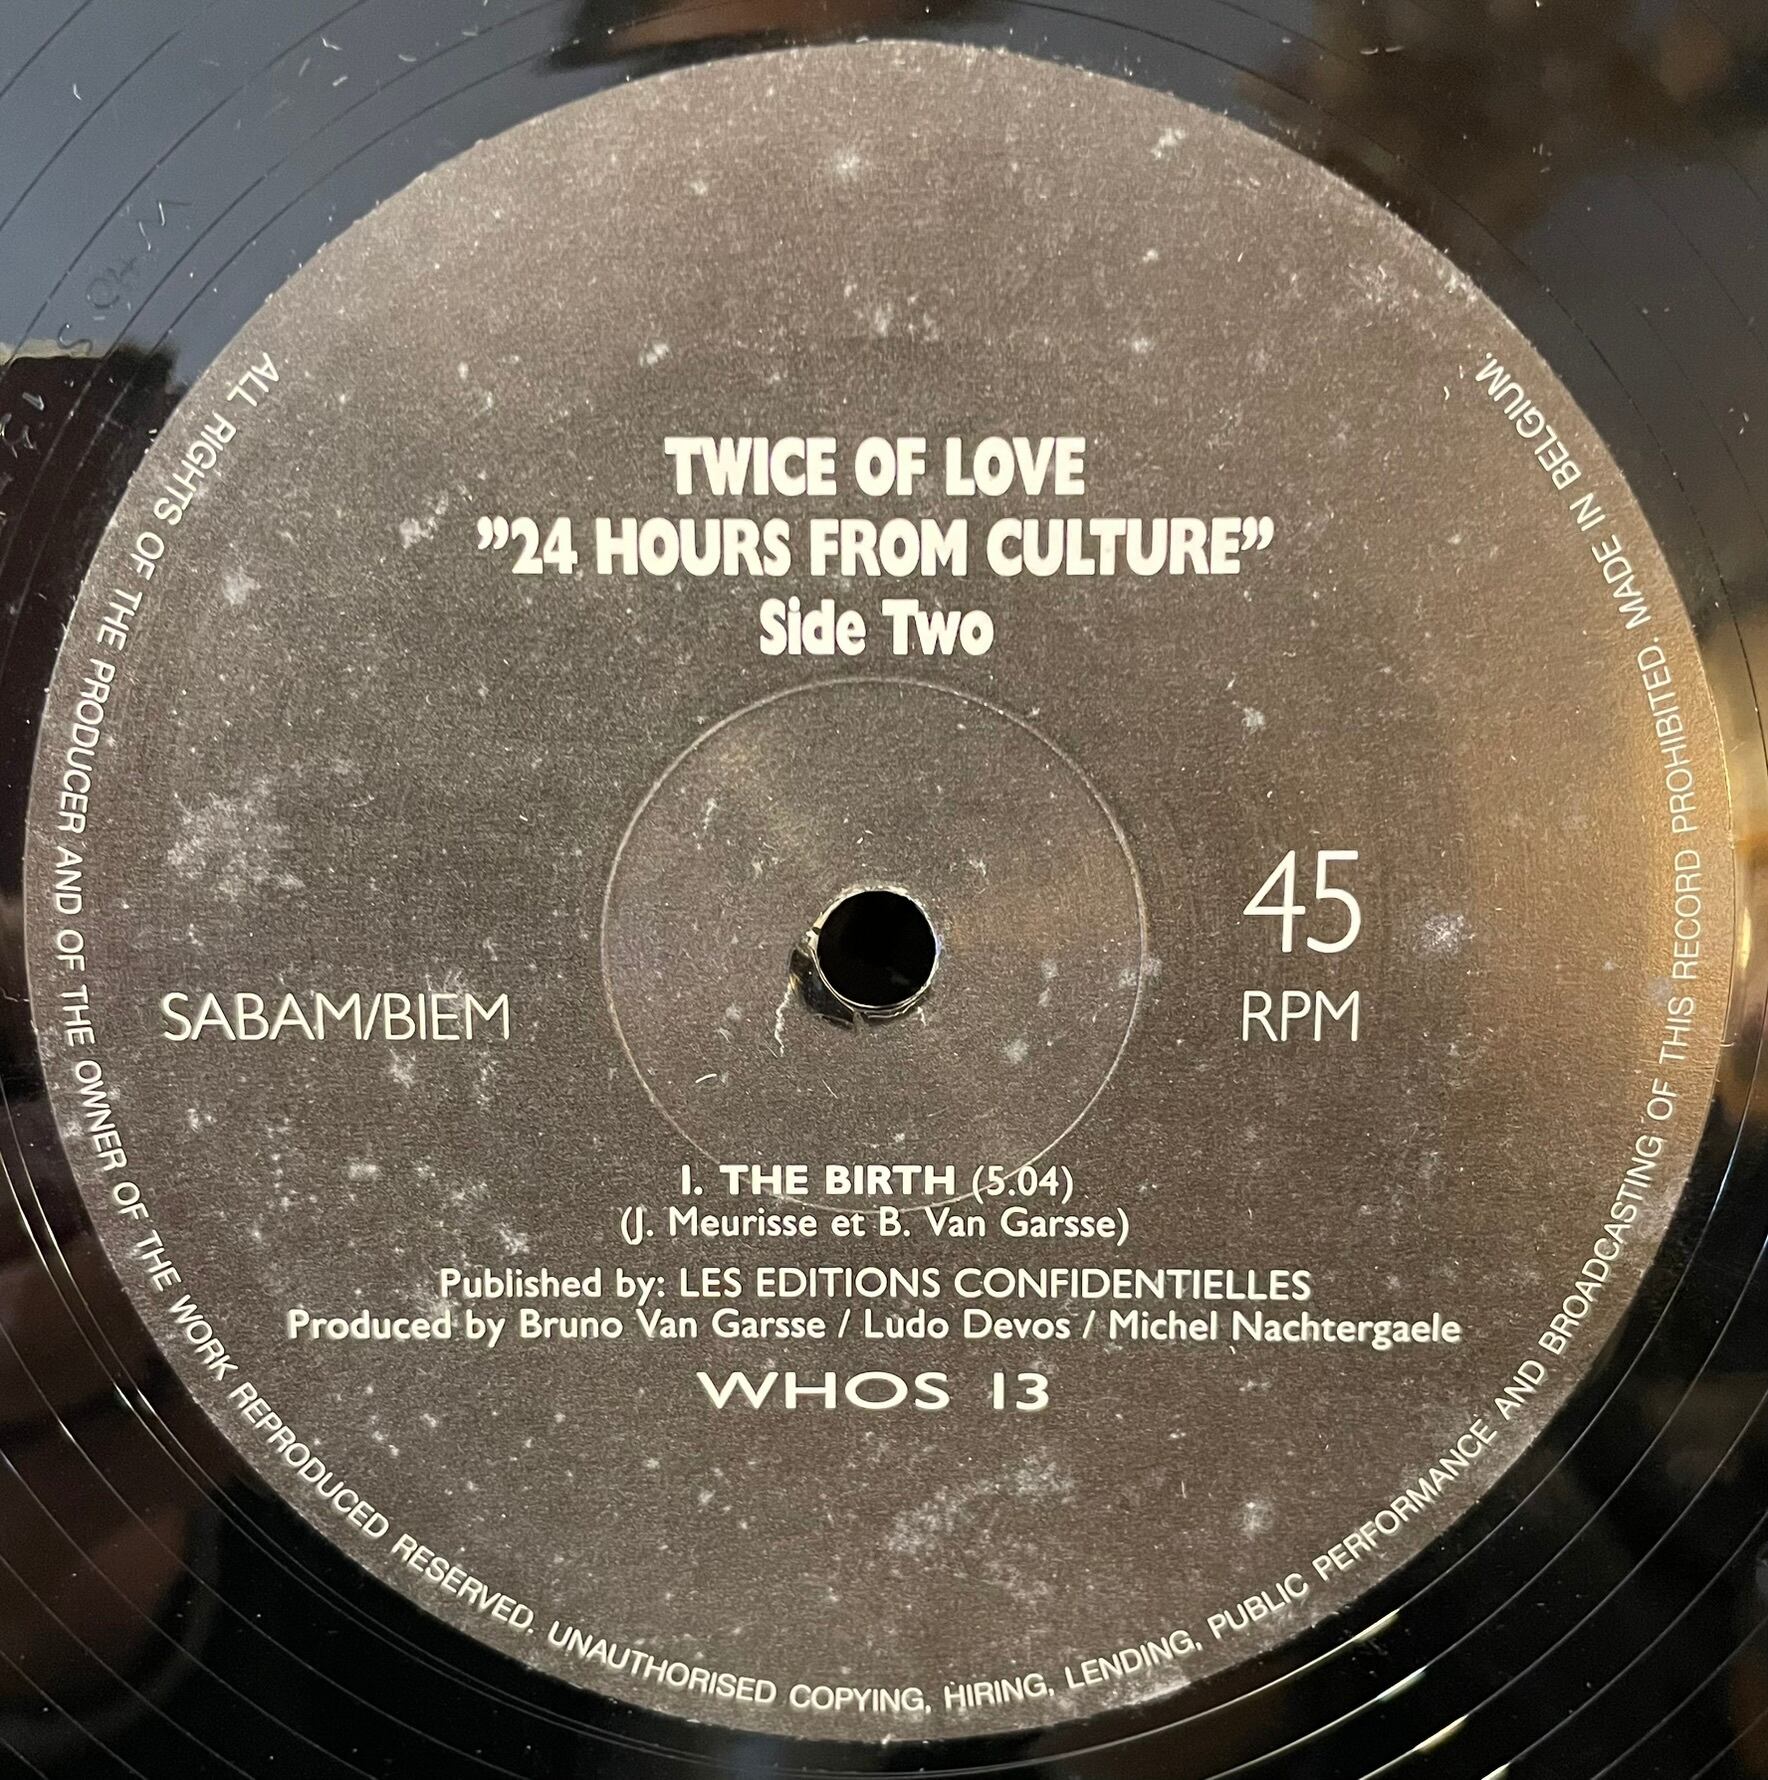 TWICE OF LOVE
”24 HOURS FROM CULTURE”
Side Two
45
RPM
SABAM/BIEM
1. THE BIRTH (5.04)
(J. Meurisse et B. Van Garsse)
Published by: LES EDITIONS CONFIDENTIELLES
Produced by Bruno Van Garsse / Ludo Devos / Michel Nachtergaele
WHOS 13
ALL RIGHTS OF THE PRODUCER AND OF THE OWNER OF THE WORK REPRODUCED RESERVED. UNAUTHORISED COPYING, HIRING, LENDING, PUBLIC PERFORMANCE AND BROADCASTING OF THIS RECORD PROHIBITED. MADE IN BELGIUM.